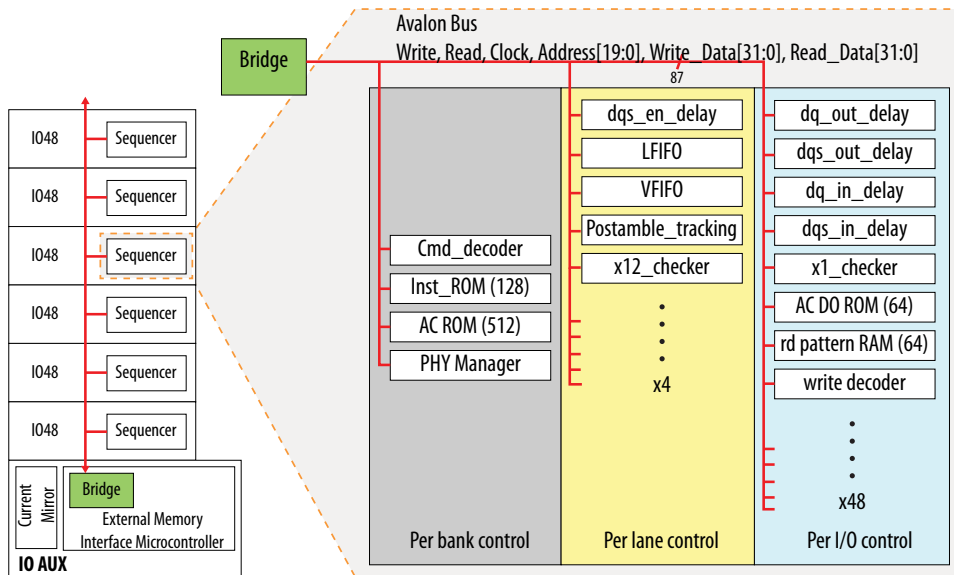 Avalon Bus
Write, Read, Clock, Address[19:0], Write_Data[31:0], Read_Data[31:0]
87
Bridge
IO48
Sequencer
IO48
Sequencer
IO48
Sequencer
IO48
Sequencer
IO48
Sequencer
IO48
Sequencer
Current
Mirror
Bridge
External Memory
Interface Microcontroller
IO AUX
Cmd_decoder
Inst_ROM (128)
AC ROM (512)
PHY Manager
Per bank control
dqs_en_delay
LFIFO
VFIFO
Postamble_tracking
x12_checker
x4
Per lane control
dq_out_delay
dqs_out_delay
dq_in_delay
dqs_in_delay
x1_checker
AC DO ROM (64)
rd pattern RAM (64)
write decoder
x48
Per I/O control